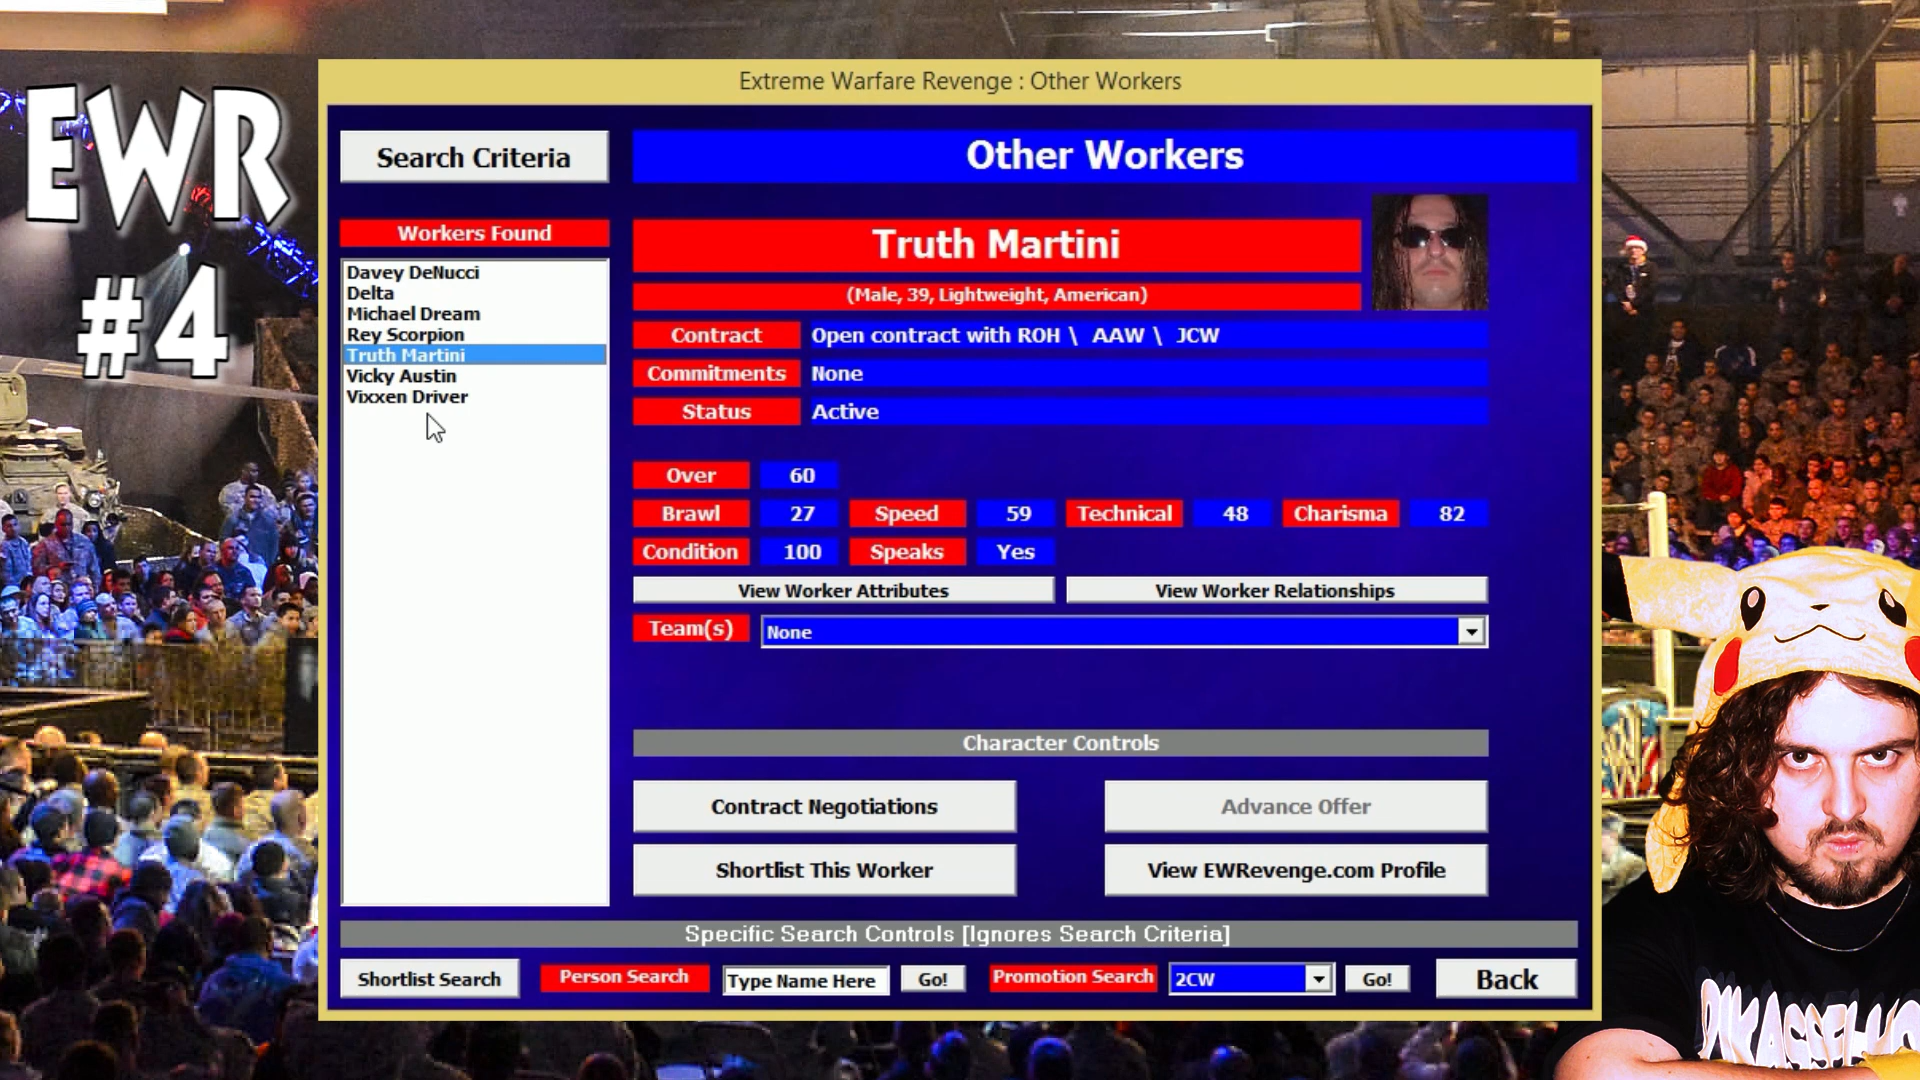 EWR
#4
Extreme Warfare Revenge : Other Workers
Search Criteria
Other Workers
Workers Found
Davey DeNucci
Delta
Michael Dream
Rey Scorpion
Truth Martini
Vicky Austin
Vixxen Driver
Truth Martini
(Male, 39, Lightweight, American)
Contract Open contract with ROH \ AAW \ JCW
Commitments None
Status Active
Over 60
Brawl 27 Speed 59 Technical 48 Charisma 82
Condition 100 Speaks Yes
View Worker Attributes View Worker Relationships
Team(s) None
Character Controls
Contract Negotiations Advance Offer
Shortlist This Worker View EWRevenge.com Profile
Specific Search Controls [Ignores Search Criteria]
Shortlist Search Person Search Type Name Here Go! Promotion Search 2CW Go! Back